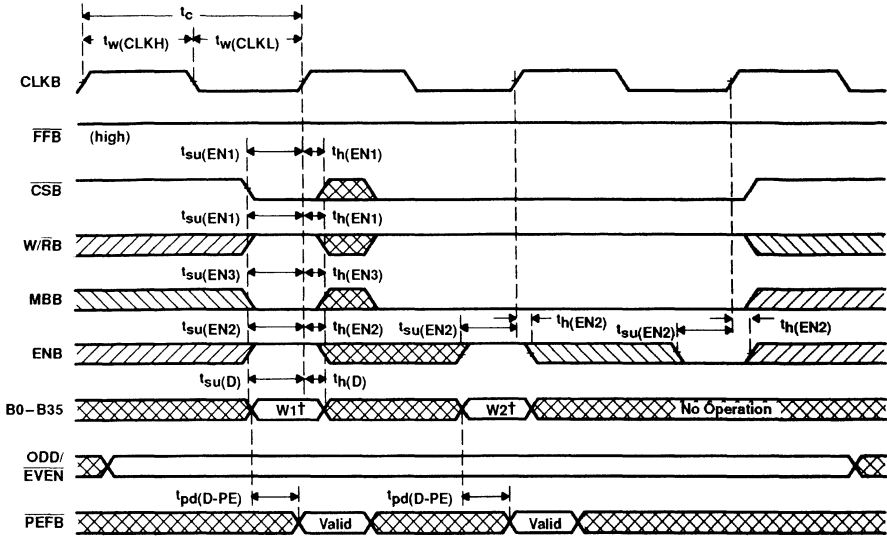 tc
tw(CLKH)
tw(CLKL)
CLKB
FFB
(high)
tsu(EN1)
th(EN1)
CSB
tsu(EN1)
th(EN1)
W/RB
tsu(EN3)
th(EN3)
MBB
tsu(EN2)
th(EN2)
tsu(EN2)
th(EN2)
tsu(EN2)
th(EN2)
ENB
tsu(D)
th(D)
B0–B35
W1†
W2†
No Operation
ODD/
EVEN
tpd(D-PE)
tpd(D-PE)
PEFB
Valid
Valid